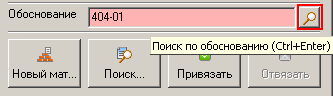 Обоснование 404-01
Поиск по обоснованию (Ctrl+Enter)
Новый мат... Поиск... Привязать Отвязать